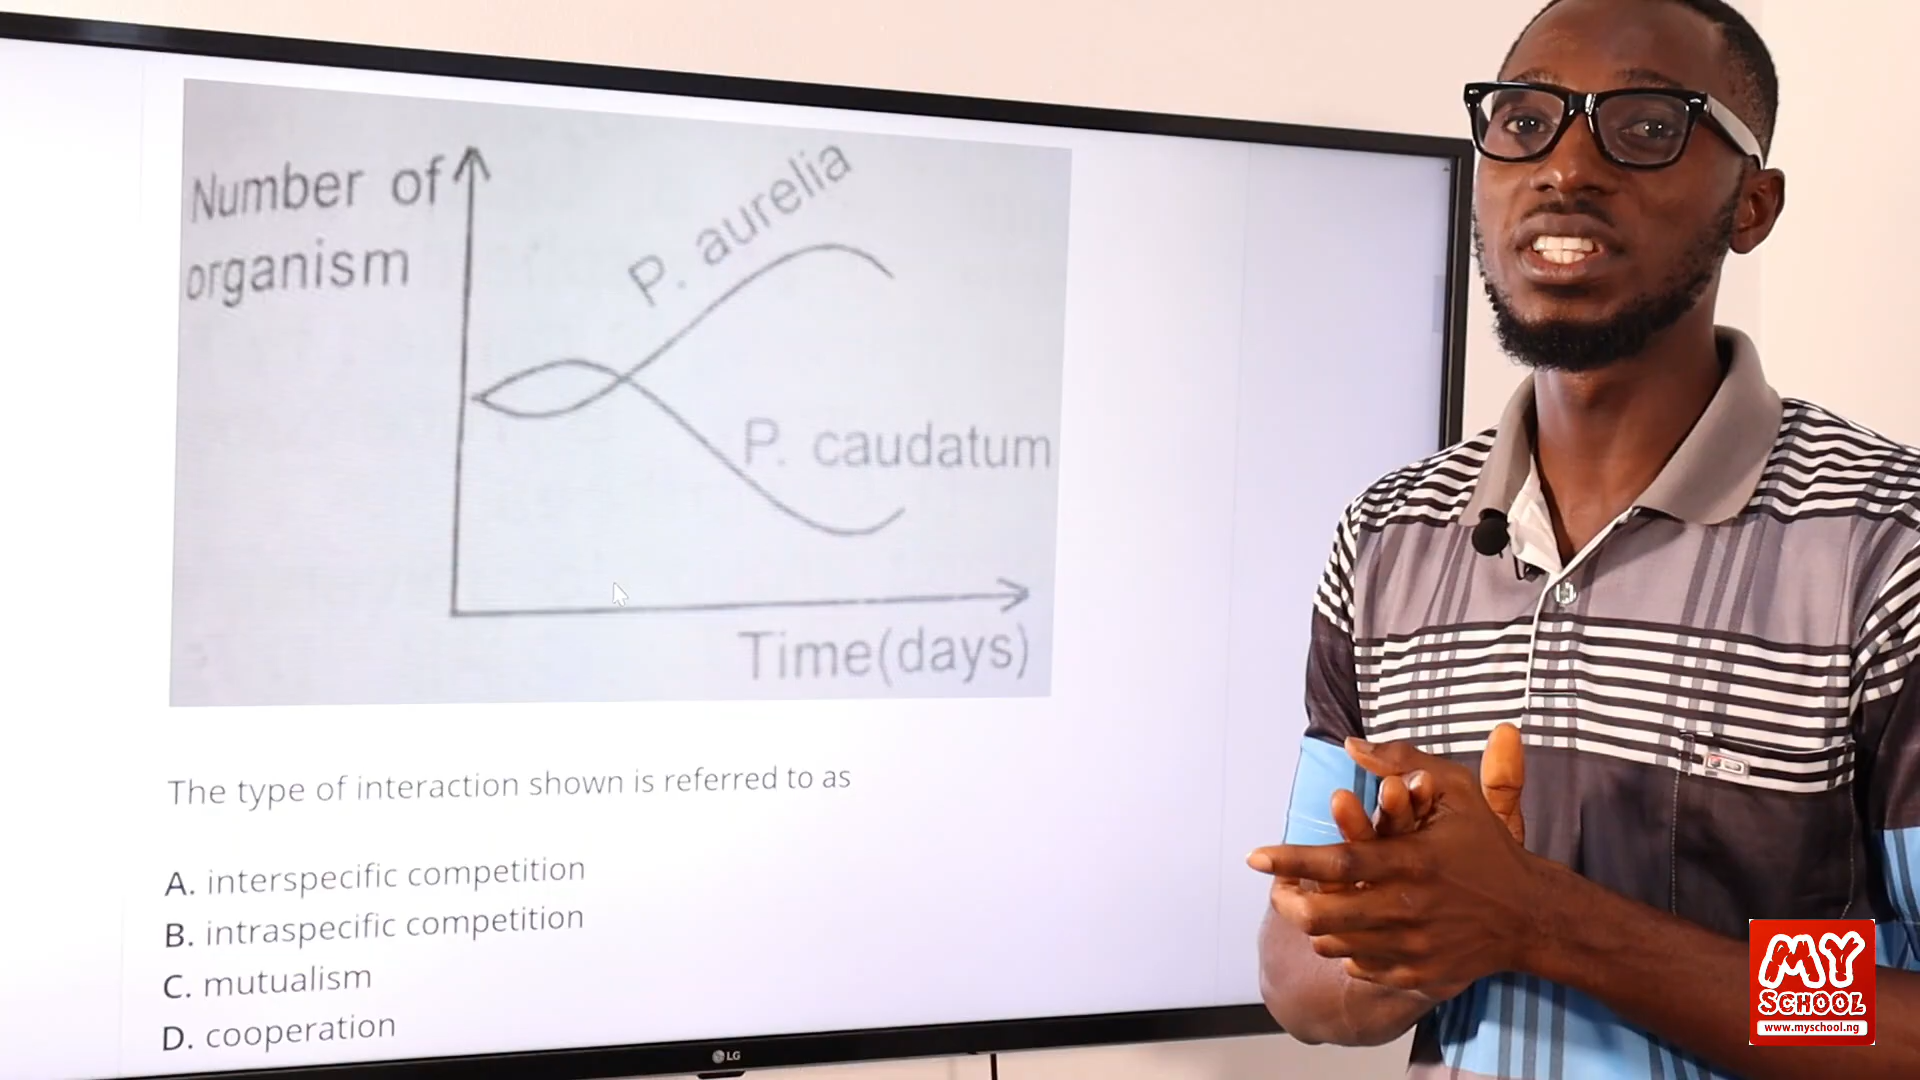 Number of
organism
P. aurelia
P. caudatum
Time(days)
The type of interaction shown is referred to as
A. interspecific competition
B. intraspecific competition
C. mutualism
D. cooperation
LG
MY
SCHOOL
www.myschool.ng